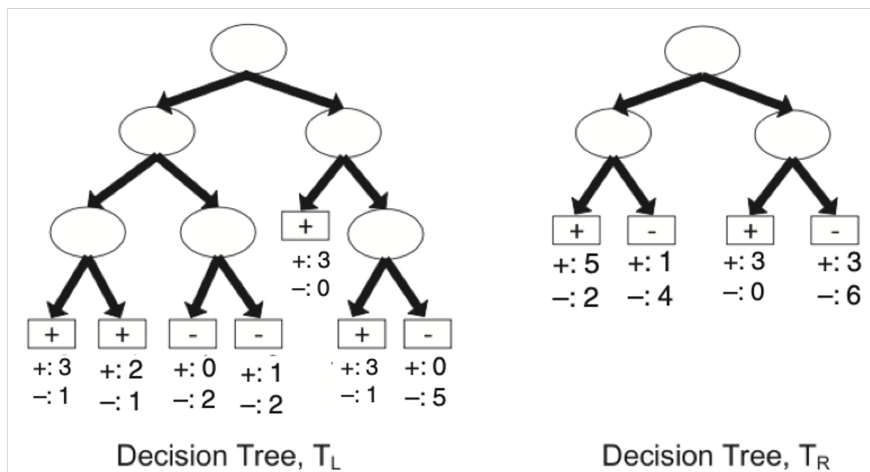 +
+: 3
–: 0
+ + - - + -
+: 3 +: 2 +: 0 +: 1 +: 3 +: 0
–: 1 –: 1 –: 2 –: 2 –: 1 –: 5
Decision Tree, TL
+ - + -
+: 5 +: 1 +: 3 +: 3
–: 2 –: 4 –: 0 –: 6
Decision Tree, TR